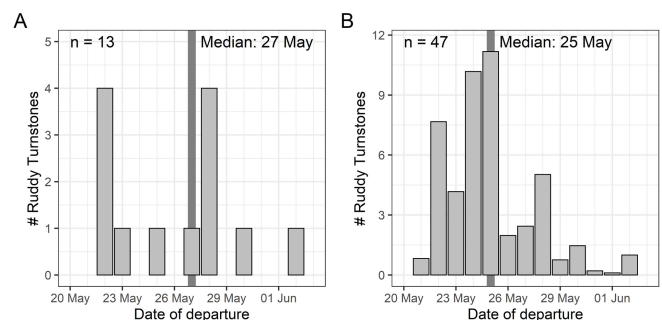 A
n = 13
Median: 27 May
5
4
3
2
1
0
# Ruddy Turnstones
20 May
23 May
26 May
29 May
01 Jun
Date of departure
B
n = 47
Median: 25 May
12
9
6
3
0
# Ruddy Turnstones
20 May
23 May
26 May
29 May
01 Jun
Date of departure